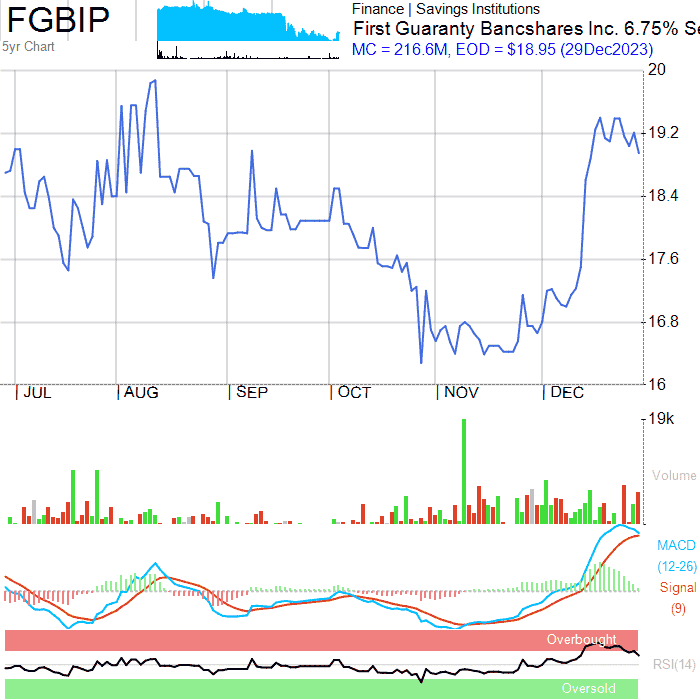 FGBIP
5yr Chart
Finance | Savings Institutions
First Guaranty Bancshares Inc. 6.75% Se
MC = 216.6M, EOD = $18.95 (29Dec2023)
20
19.2
18.4
17.6
16.8
16
| JUL | AUG | SEP | OCT | NOV | DEC
19k
Volume
MACD
(12-26)
Signal
(9)
Overbought
RSI(14)
Oversold